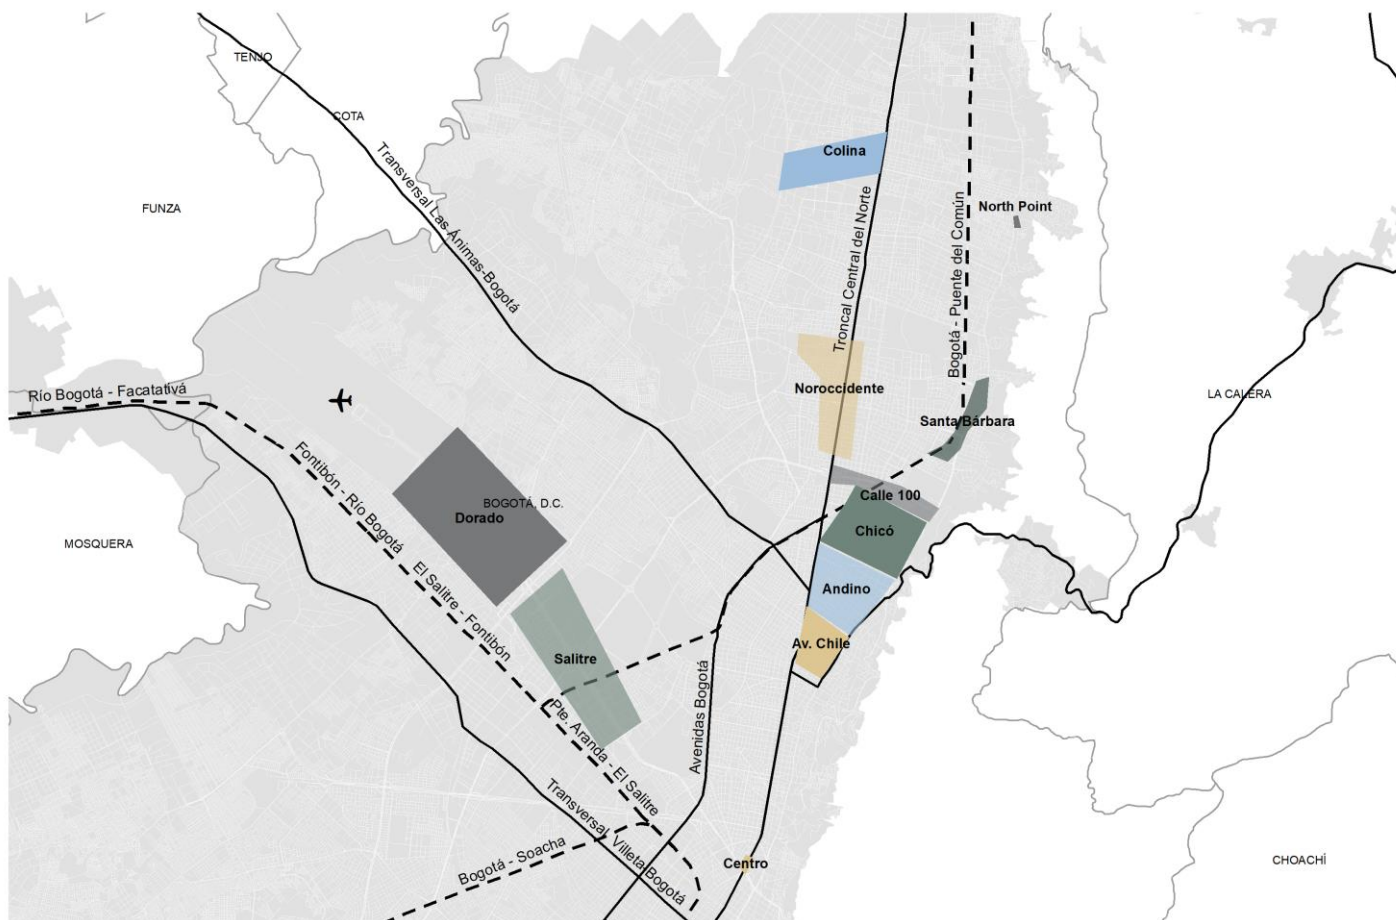 TENJO
COTA
Transversal Las Ánimas-Bogotá
Colina
FUNZA
North Point
Troncal Central del Norte
Bogotá - Puente del Común
Río Bogotá - Facatativá
Noroccidente
LA CALERA
Santa Bárbara
Fontibón - Río Bogotá
Calle 100
BOGOTÁ, D.C.
Dorado
Chicó
MOSQUERA
El Salitre - Fontibón
Andino
Av. Chile
Salitre
Avenidas Bogotá
Pte. Aranda - El Salitre
Transversal Villeta Bogotá
Bogotá - Soacha
Centro
CHOACHÍ